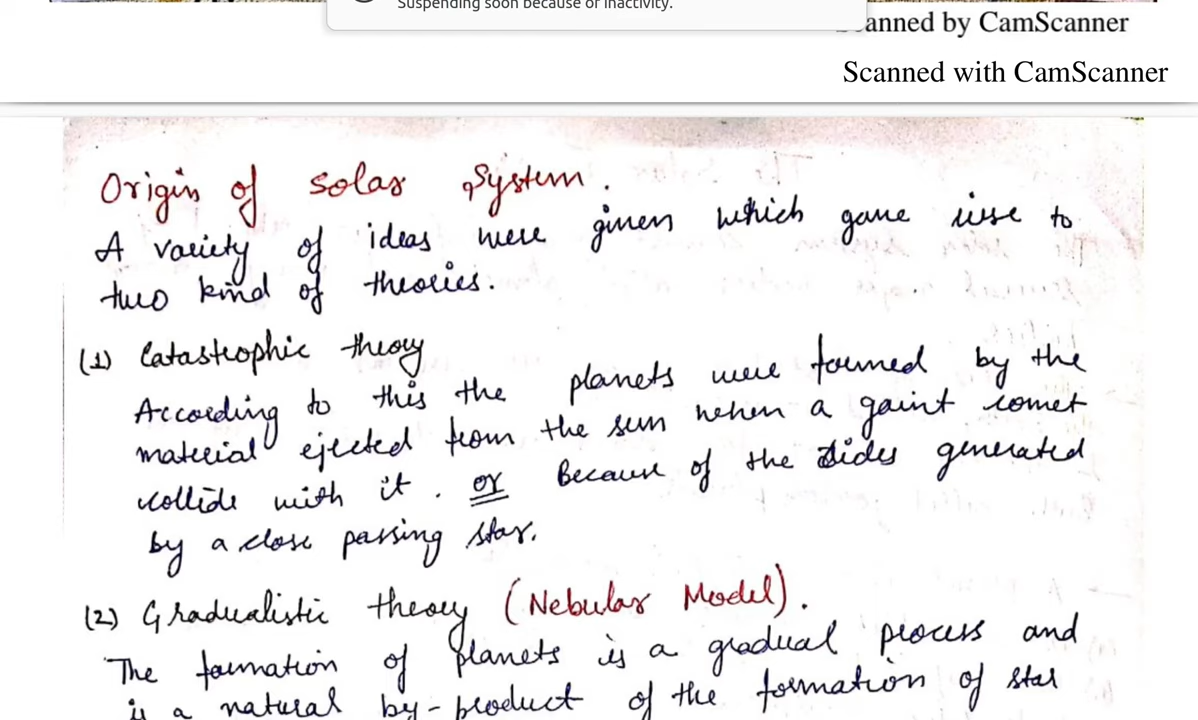 Suspending soon because of inactivity.
Scanned by CamScanner
Scanned with CamScanner
Origin of solar System.
A variety of ideas were given which gave rise to
two kind of theories.
(1) Catastrophic theory
According to this the planets were formed by the
material ejected from the sun when a gaint comet
collide with it. or Because of the tides generated
by a close passing star.
(2) Gradualistic theory (Nebular Model).
The formation of planets is a gradual process and
is a natural by-product of the formation of star